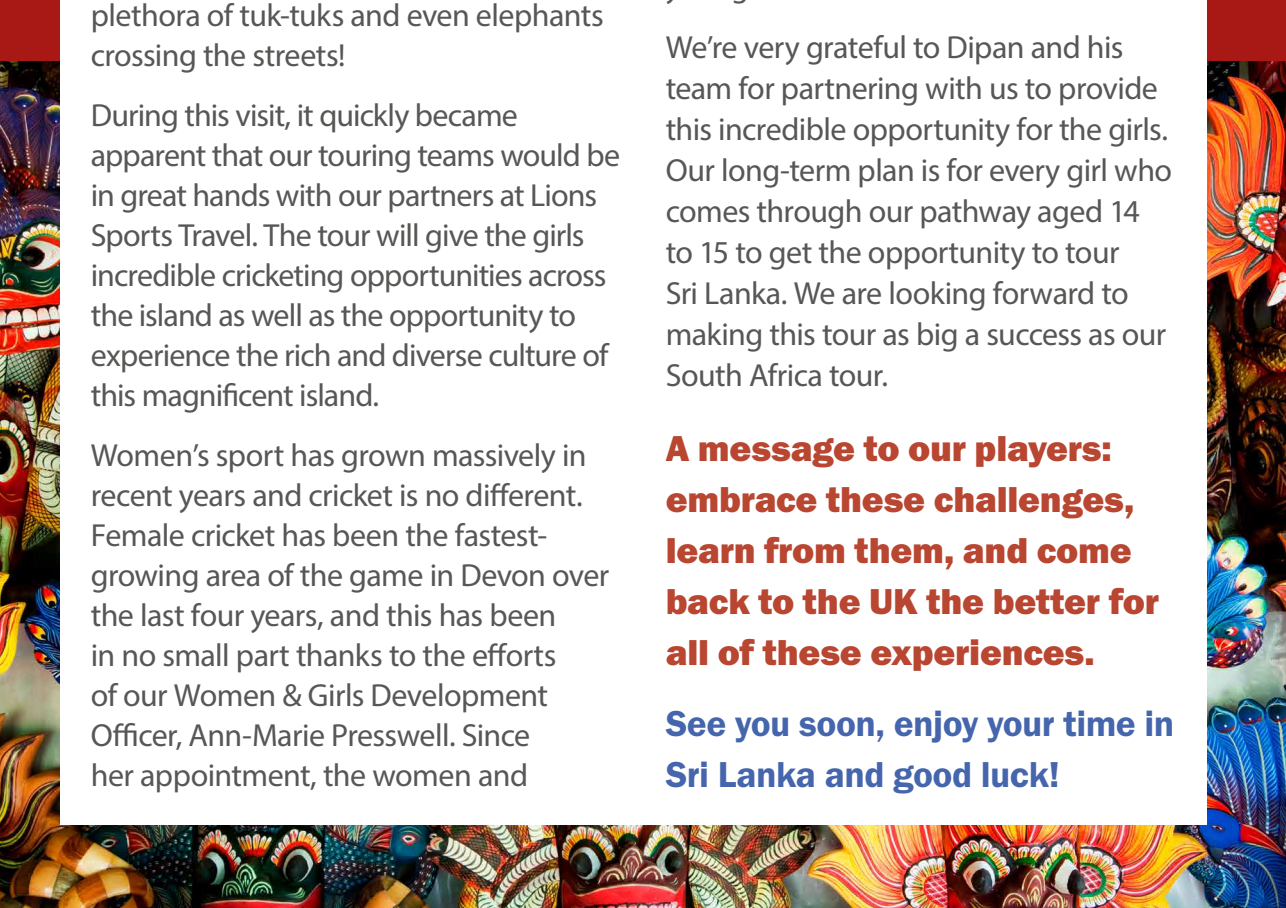 plethora of tuk-tuks and even elephants
crossing the streets!
During this visit, it quickly became
apparent that our touring teams would be
in great hands with our partners at Lions
Sports Travel. The tour will give the girls
incredible cricketing opportunities across
the island as well as the opportunity to
experience the rich and diverse culture of
this magnificent island.
Women’s sport has grown massively in
recent years and cricket is no different.
Female cricket has been the fastest-
growing area of the game in Devon over
the last four years, and this has been
in no small part thanks to the efforts
of our Women & Girls Development
Officer, Ann-Marie Presswell. Since
her appointment, the women and
We’re very grateful to Dipan and his
team for partnering with us to provide
this incredible opportunity for the girls.
Our long-term plan is for every girl who
comes through our pathway aged 14
to 15 to get the opportunity to tour
Sri Lanka. We are looking forward to
making this tour as big a success as our
South Africa tour.
A message to our players:
embrace these challenges,
learn from them, and come
back to the UK the better for
all of these experiences.
See you soon, enjoy your time in
Sri Lanka and good luck!